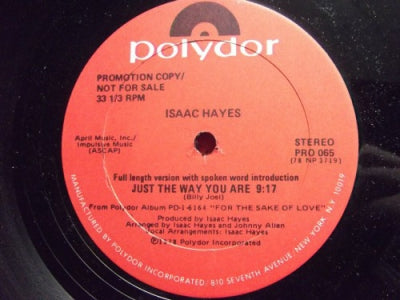 polydor
PROMOTION COPY/
NOT FOR SALE
33 1/3 RPM
ISAAC HAYES
April Music, Inc./
Impulsive Music
(ASCAP)
STEREO
PRO 065
(78 NP 3719)
Full length version with spoken word introduction
JUST THE WAY YOU ARE 9:17
(Billy Joel)
From Polydor Album PD-1-6164 "FOR THE SAKE OF LOVE"
Produced by Isaac Hayes
Arranged by Isaac Hayes and Johnny Allen
Vocal Arrangements: Isaac Hayes
℗ 1978 Polydor Incorporated
MANUFACTURED BY POLYDOR INCORPORATED/810 SEVENTH AVENUE/NEW YORK, N.Y. 10019